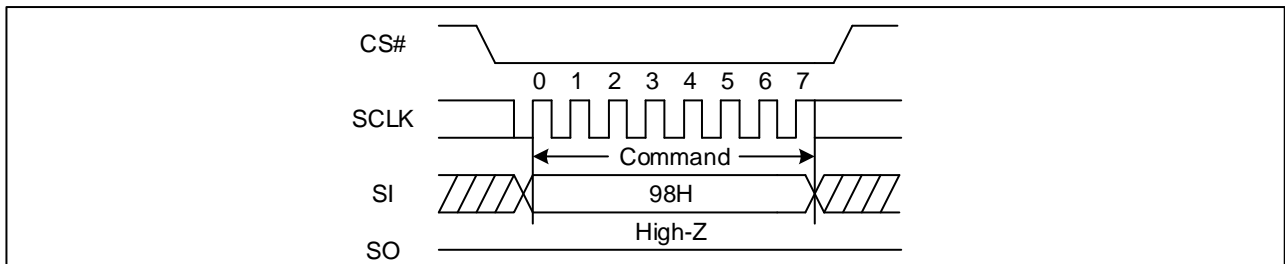 CS#
0 1 2 3 4 5 6 7
SCLK
Command
SI
98H
High-Z
SO